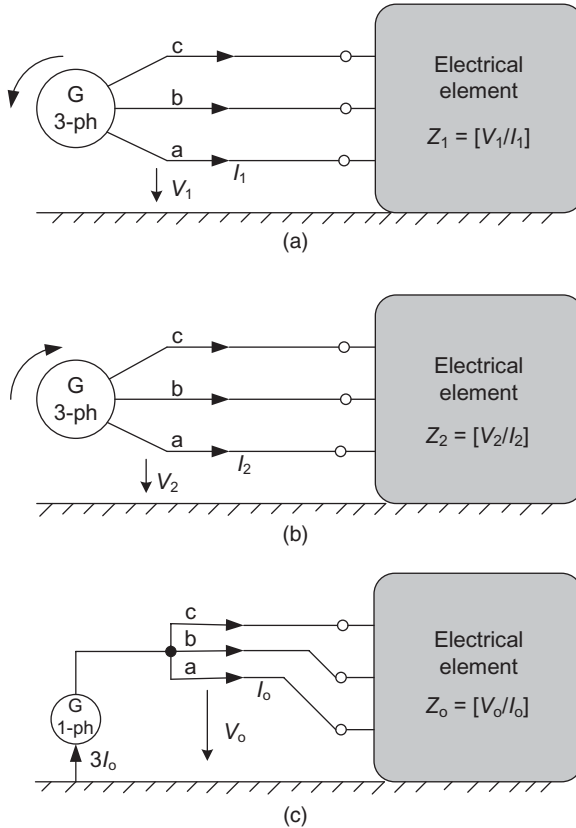 c
G
3-ph
b
a
I₁
V₁
Electrical
element
Z₁ = [V₁/I₁]
(a)
c
G
3-ph
b
a
I₂
V₂
Electrical
element
Z₂ = [V₂/I₂]
(b)
c
b
a
Iₒ
G
1-ph
Vₒ
3Iₒ
Electrical
element
Zₒ = [Vₒ/Iₒ]
(c)